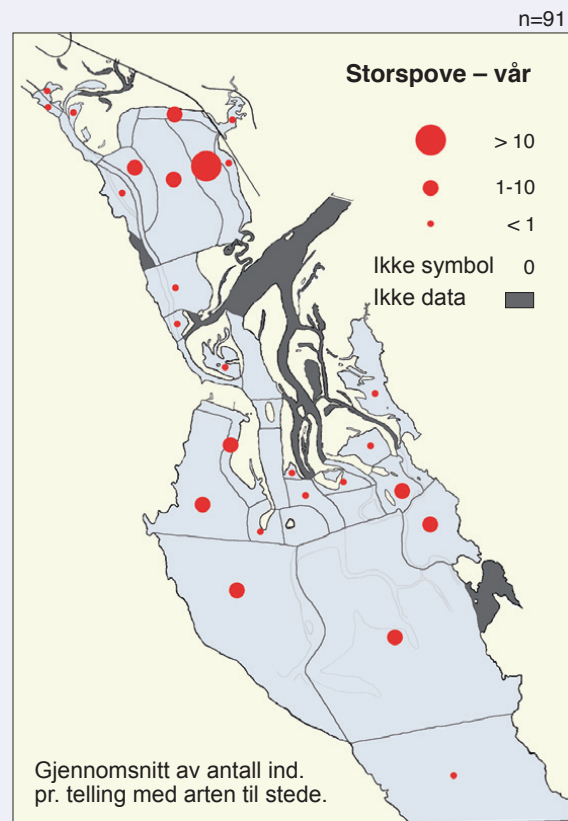 n=91
Storspove – vår
> 10
1-10
< 1
Ikke symbol 0
Ikke data
Gjennomsnitt av antall ind.
pr. telling med arten til stede.